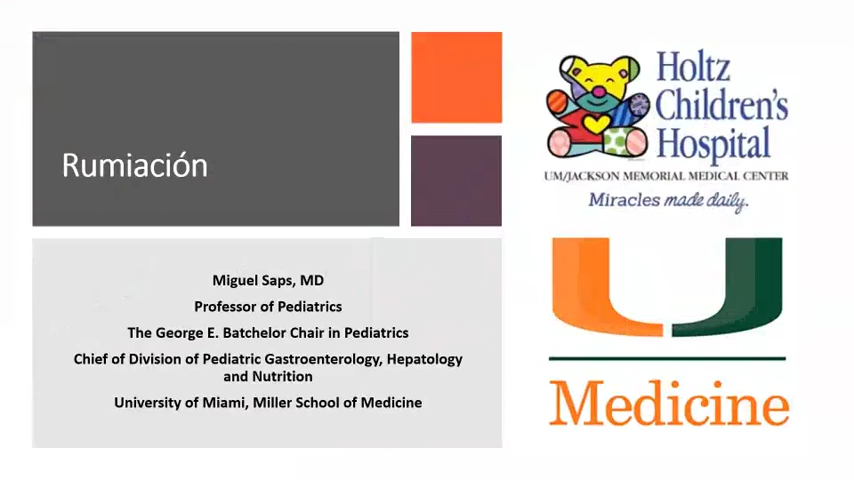 Rumiación
Miguel Saps, MD
Professor of Pediatrics
The George E. Batchelor Chair in Pediatrics
Chief of Division of Pediatric Gastroenterology, Hepatology
and Nutrition
University of Miami, Miller School of Medicine
Holtz
Children's
Hospital
UM/JACKSON MEMORIAL MEDICAL CENTER
Miracles made daily.
U
Medicine